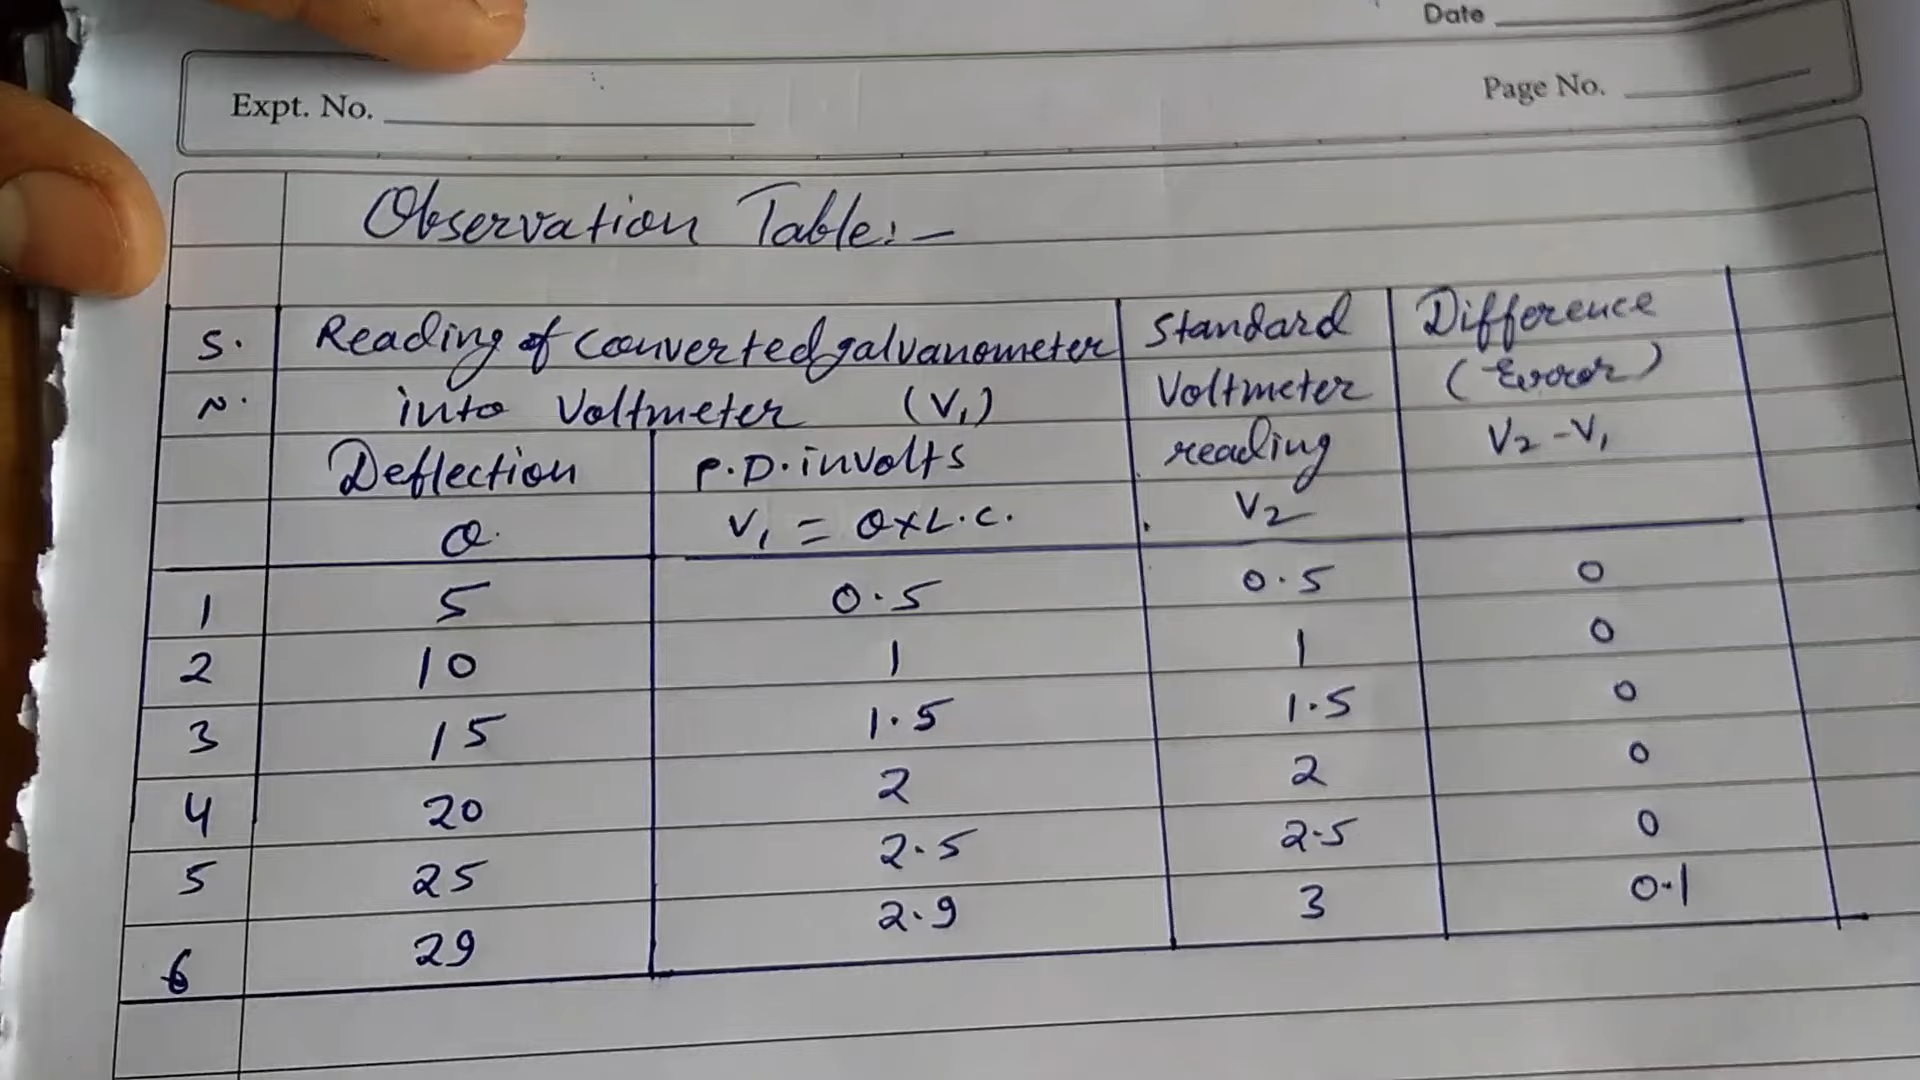 Date
Expt. No.
Page No.
Observation Table:-
S. N.
Reading of converted galvanometer
into Voltmeter (V₁)
Standard
Voltmeter
reading
V₂
Difference
(Error)
V₂ - V₁
Deflection
θ
P.D. in volts
V₁ = θ×L.C.
1 5 0.5 0.5 0
2 10 1 1 0
3 15 1.5 1.5 0
4 20 2 2 0
5 25 2.5 2.5 0
6 29 2.9 3 0.1